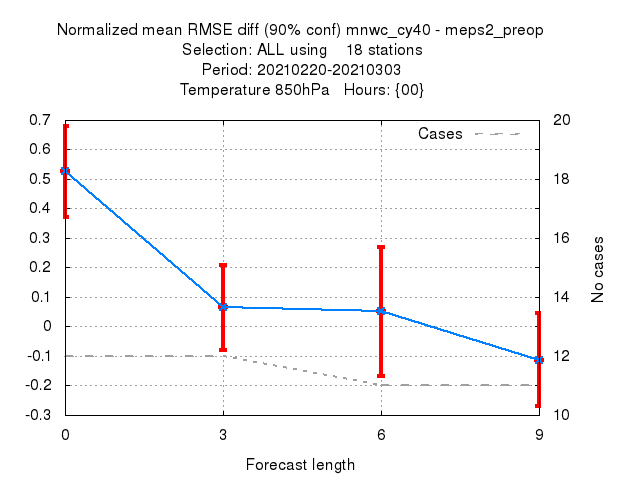 Normalized mean RMSE diff (90% conf) mnwc_cy40 - meps2_preop
Selection: ALL using    18 stations
Period: 20210220-20210303
Temperature 850hPa   Hours: {00}
Cases
0.7
0.6
0.5
0.4
0.3
0.2
0.1
0
-0.1
-0.2
-0.3
20
18
16
14
12
10
No cases
0 3 6 9
Forecast length